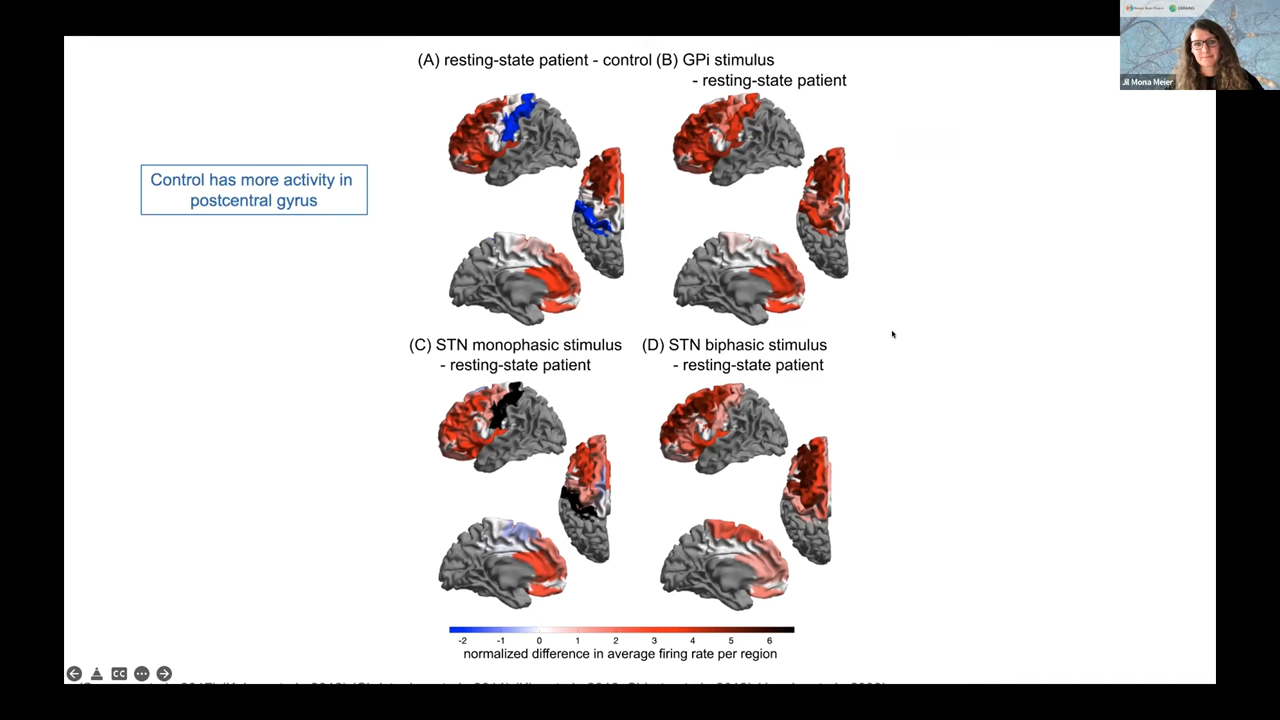 Jil Mona Meier
(A) resting-state patient - control
(B) GPi stimulus
- resting-state patient
Control has more activity in
postcentral gyrus
(C) STN monophasic stimulus
- resting-state patient
(D) STN biphasic stimulus
- resting-state patient
-2 -1 0 1 2 3 4 5 6
normalized difference in average firing rate per region
CC